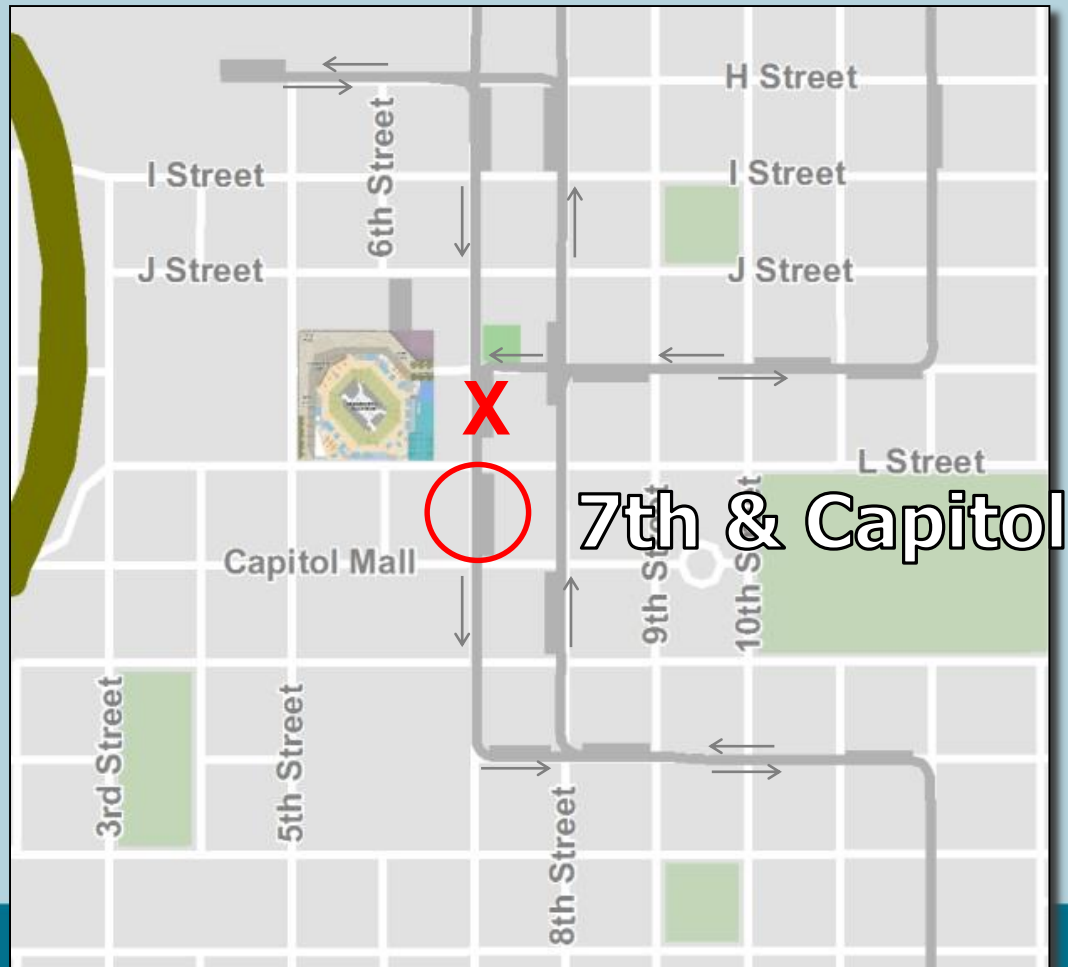 H Street
I Street
6th Street
I Street
J Street
J Street
X
L Street
7th & Capitol
Capitol Mall
9th Street
10th Street
3rd Street
5th Street
8th Street